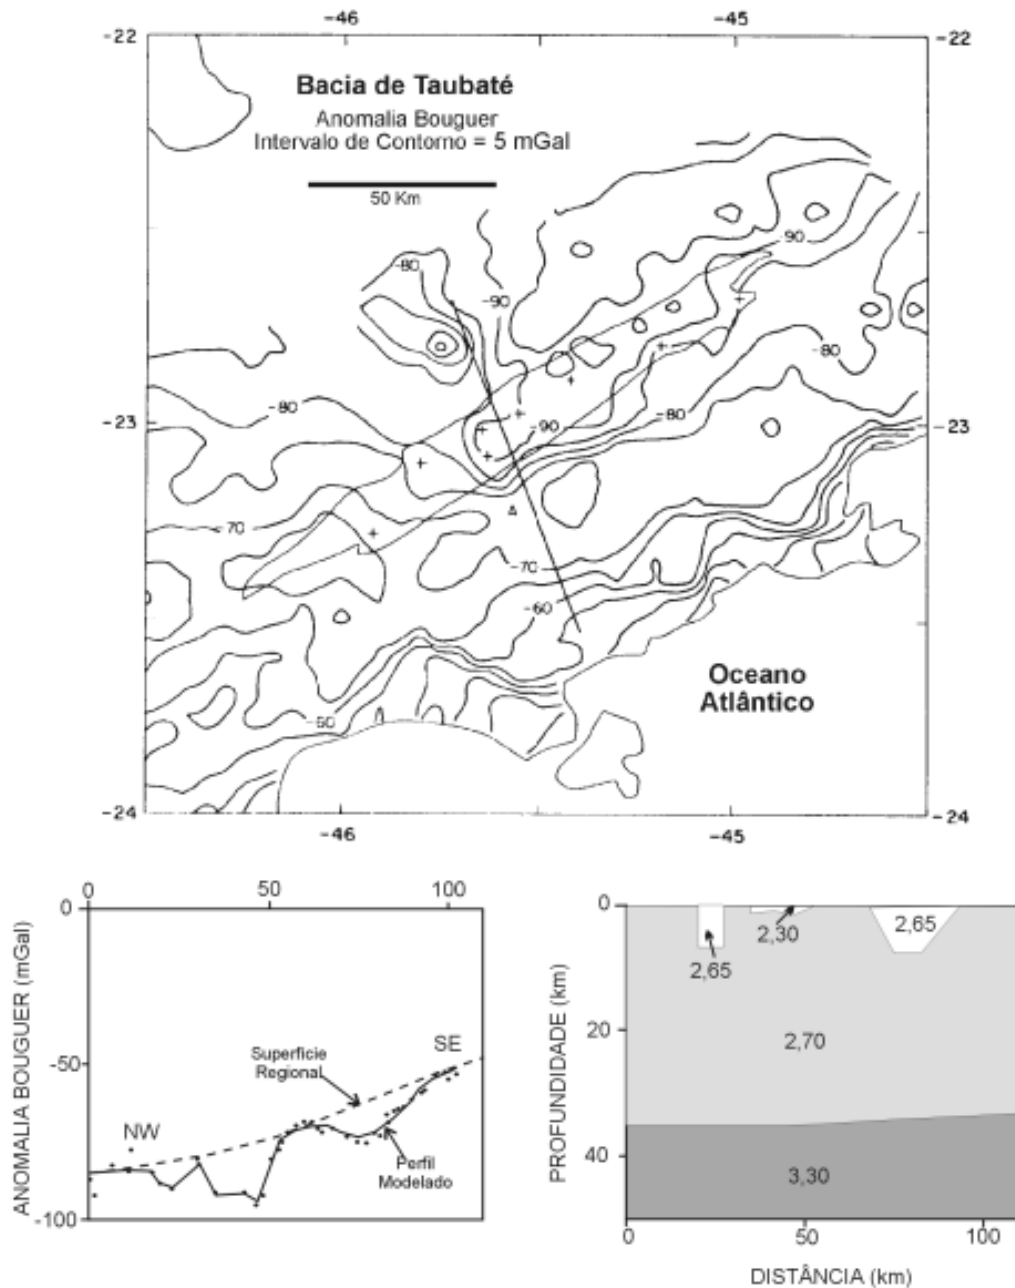 -46 -45
-22 -22
Bacia de Taubaté
Anomalia Bouguer
Intervalo de Contorno = 5 mGal
50 Km
-90
-80
-90
-80
-80
-80
-23 -23
-90
-70
-70
-60
Oceano
Atlântico
-50
-24 -24
-46 -45
0 50 100
0
ANOMALIA BOUGUER (mGal)
-50
-100
NW
SE
Superfície
Regional
Perfil
Modelado
0
20
40
PROFUNDIDADE (km)
2,65
2,30
2,65
2,70
3,30
0 50 100
DISTÂNCIA (km)